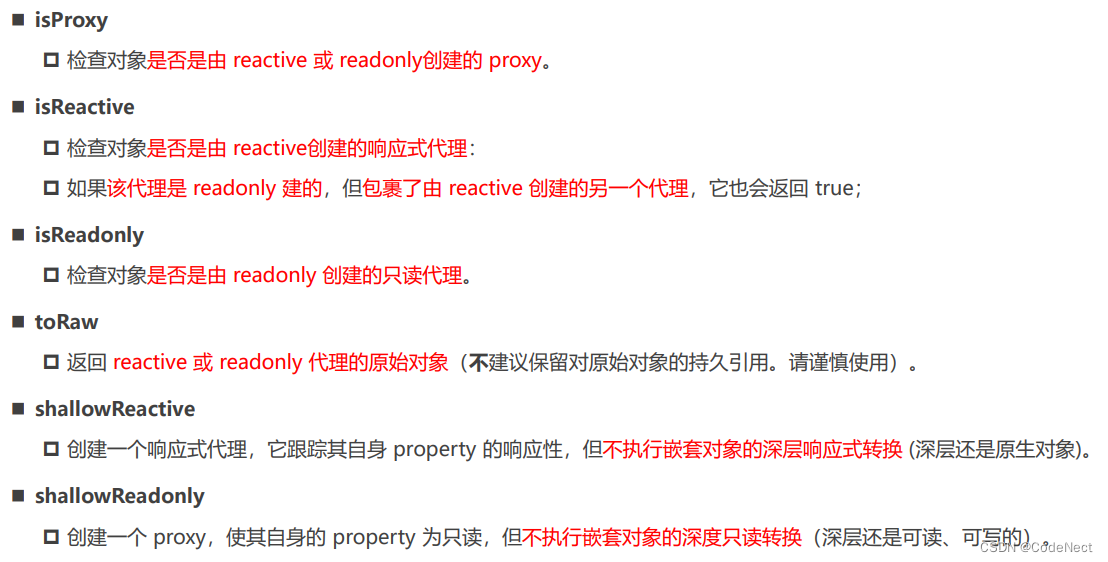 isProxy
检查对象是否是由 reactive 或 readonly创建的 proxy。
isReactive
检查对象是否是由 reactive创建的响应式代理：
如果该代理是 readonly 建的，但包裹了由 reactive 创建的另一个代理，它也会返回 true；
isReadonly
检查对象是否是由 readonly 创建的只读代理。
toRaw
返回 reactive 或 readonly 代理的原始对象（不建议保留对原始对象的持久引用。请谨慎使用）。
shallowReactive
创建一个响应式代理，它跟踪其自身 property 的响应性，但不执行嵌套对象的深层响应式转换 (深层还是原生对象)。
shallowReadonly
创建一个 proxy，使其自身的 property 为只读，但不执行嵌套对象的深度只读转换（深层还是可读、可写的）。
CSDN @CodeNect